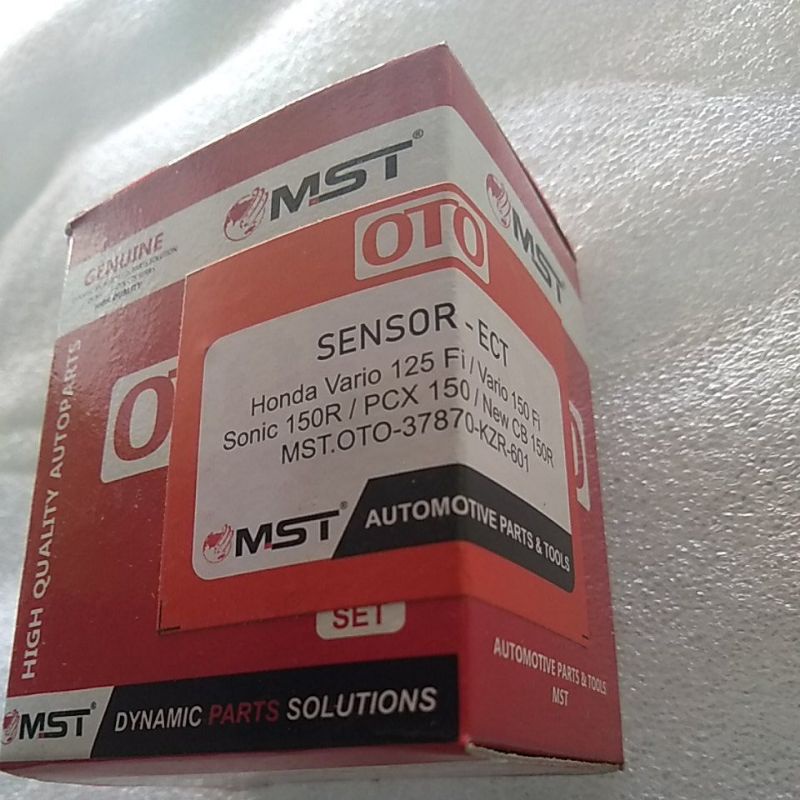 MST®
MST
GENUINE
HIGH QUALITY
OTO
SENSOR - ECT
Honda Vario 125 Fi / Vario 150 Fi
Sonic 150R / PCX 150 / New CB 150R
MST.OTO-37870-KZR-601
MST® AUTOMOTIVE PARTS & TOOLS
HIGH QUALITY AUTOPARTS
SET
AUTOMOTIVE PARTS & TOOLS
MST
MST® DYNAMIC PARTS SOLUTIONS